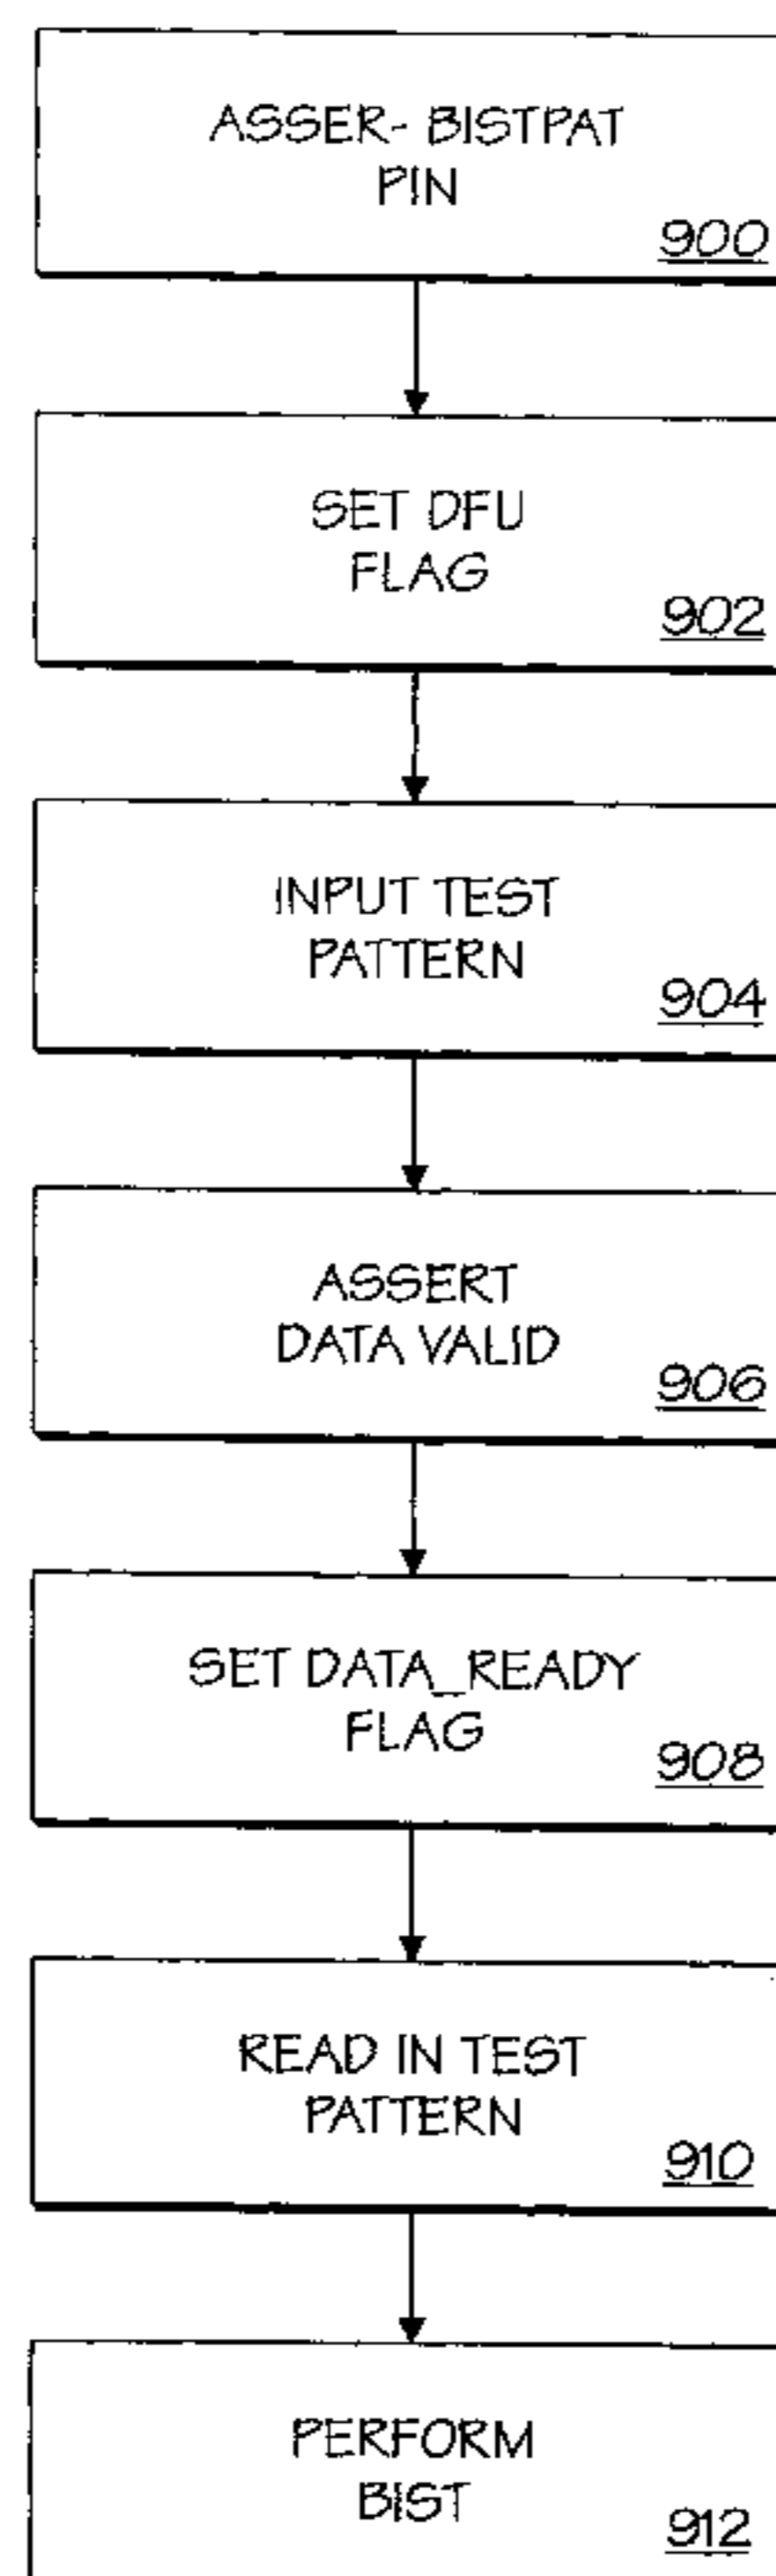 ASSER- BISTPAT
PIN
900
SET DFU
FLAG
902
INPUT TEST
PATTERN
904
ASSERT
DATA VALID
906
SET DATA_READY
FLAG
908
READ IN TEST
PATTERN
910
PERFORM
BIST
912